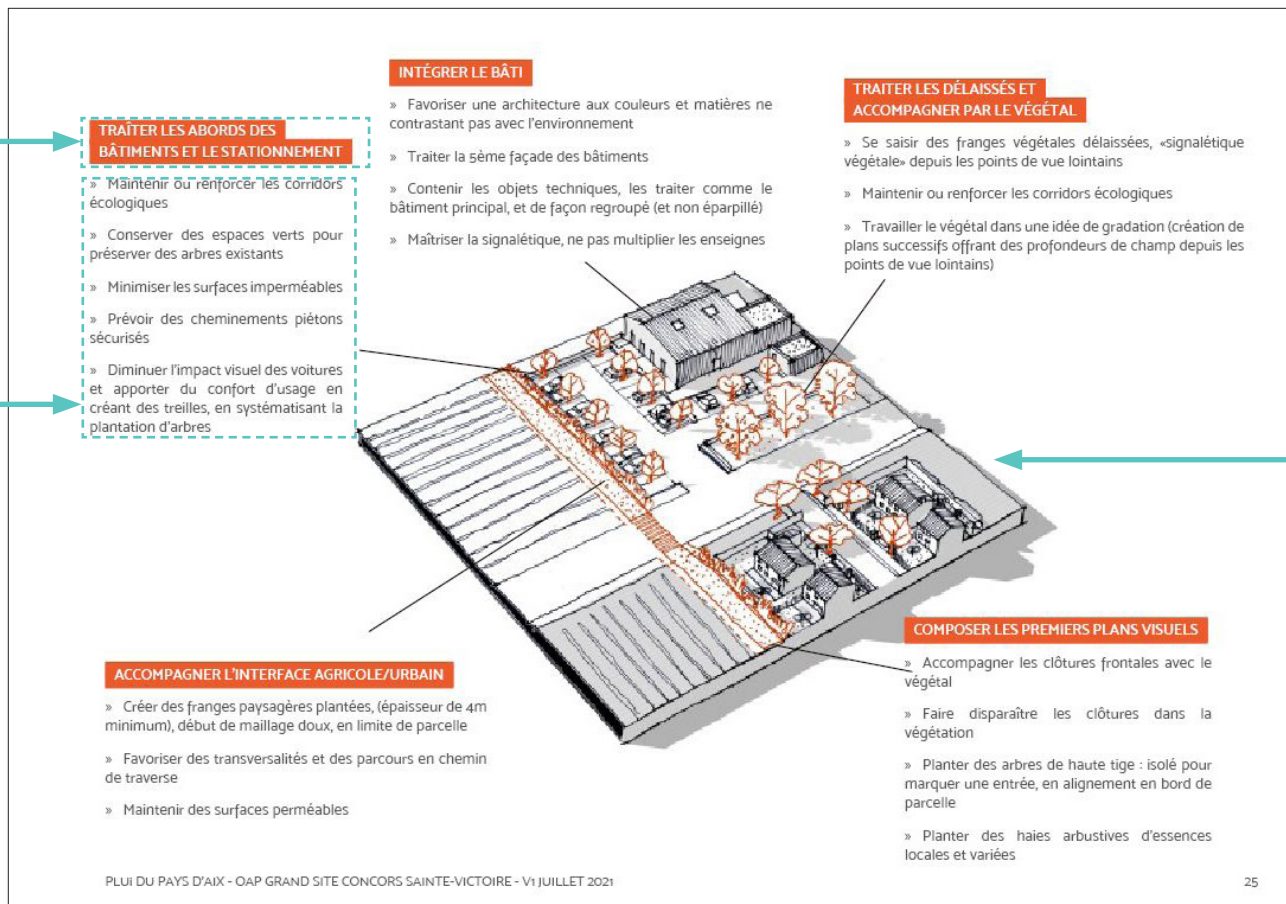 TRAÎTER LES ABORDS DES
BÂTIMENTS ET LE STATIONNEMENT
» Maintenir ou renforcer les corridors
écologiques
» Conserver des espaces verts pour
préserver des arbres existants
» Minimiser les surfaces imperméables
» Prévoir des cheminements piétons
sécurisés
» Diminuer l'impact visuel des voitures
et apporter du confort d'usage en
créant des treilles, en systématisant la
plantation d'arbres
INTÉGRER LE BÂTI
» Favoriser une architecture aux couleurs et matières ne
contrastant pas avec l'environnement
» Traiter la 5ème façade des bâtiments
» Contenir les objets techniques, les traiter comme le
bâtiment principal, et de façon regroupé (et non éparpillé)
» Maîtriser la signalétique, ne pas multiplier les enseignes
TRAITER LES DÉLAISSÉS ET
ACCOMPAGNER PAR LE VÉGÉTAL
» Se saisir des franges végétales délaissées, «signalétique
végétale» depuis les points de vue lointains
» Maintenir ou renforcer les corridors écologiques
» Travailler le végétal dans une idée de gradation (création de
plans successifs offrant des profondeurs de champ depuis les
points de vue lointains)
ACCOMPAGNER L'INTERFACE AGRICOLE/URBAIN
» Créer des franges paysagères plantées, (épaisseur de 4m
minimum), début de maillage doux, en limite de parcelle
» Favoriser des transversalités et des parcours en chemin
de traverse
» Maintenir des surfaces perméables
COMPOSER LES PREMIERS PLANS VISUELS
» Accompagner les clôtures frontales avec le
végétal
» Faire disparaître les clôtures dans la
végétation
» Planter des arbres de haute tige : isolé pour
marquer une entrée, en alignement en bord de
parcelle
» Planter des haies arbustives d'essences
locales et variées
PLUi DU PAYS D'AIX - OAP GRAND SITE CONCORS SAINTE-VICTOIRE - V1 JUILLET 2021
25